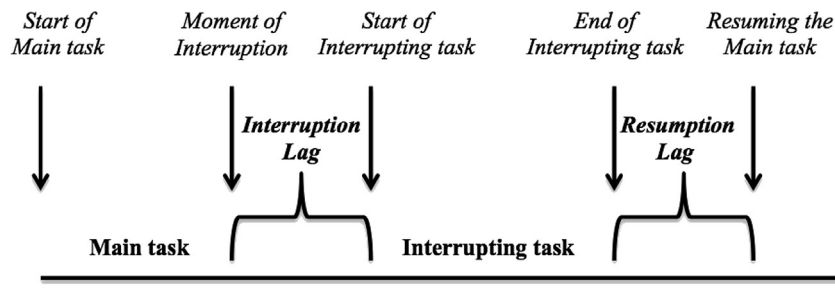 Start of
Main task
Moment of
Interruption
Start of
Interrupting task
End of
Interrupting task
Resuming the
Main task
Interruption
Lag
Resumption
Lag
Main task
Interrupting task